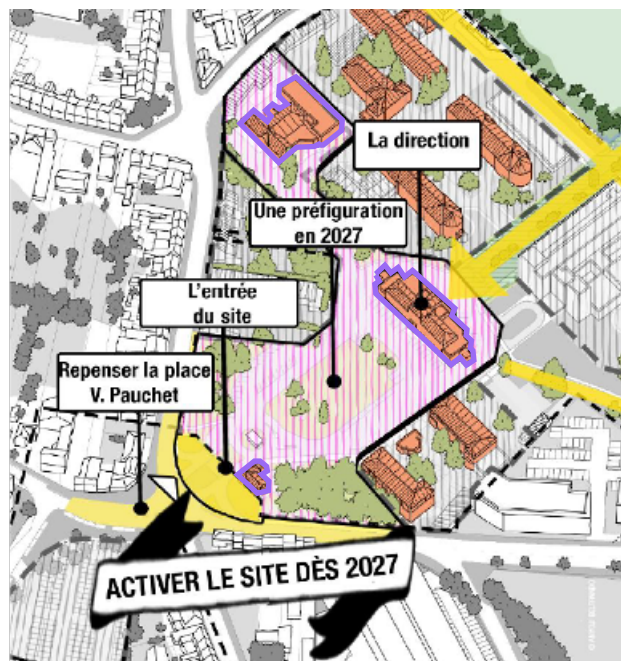 La direction
Une préfiguration
en 2027
L'entrée
du site
Repenser la place
V. Pauchet
ACTIVER LE SITE DÈS 2027